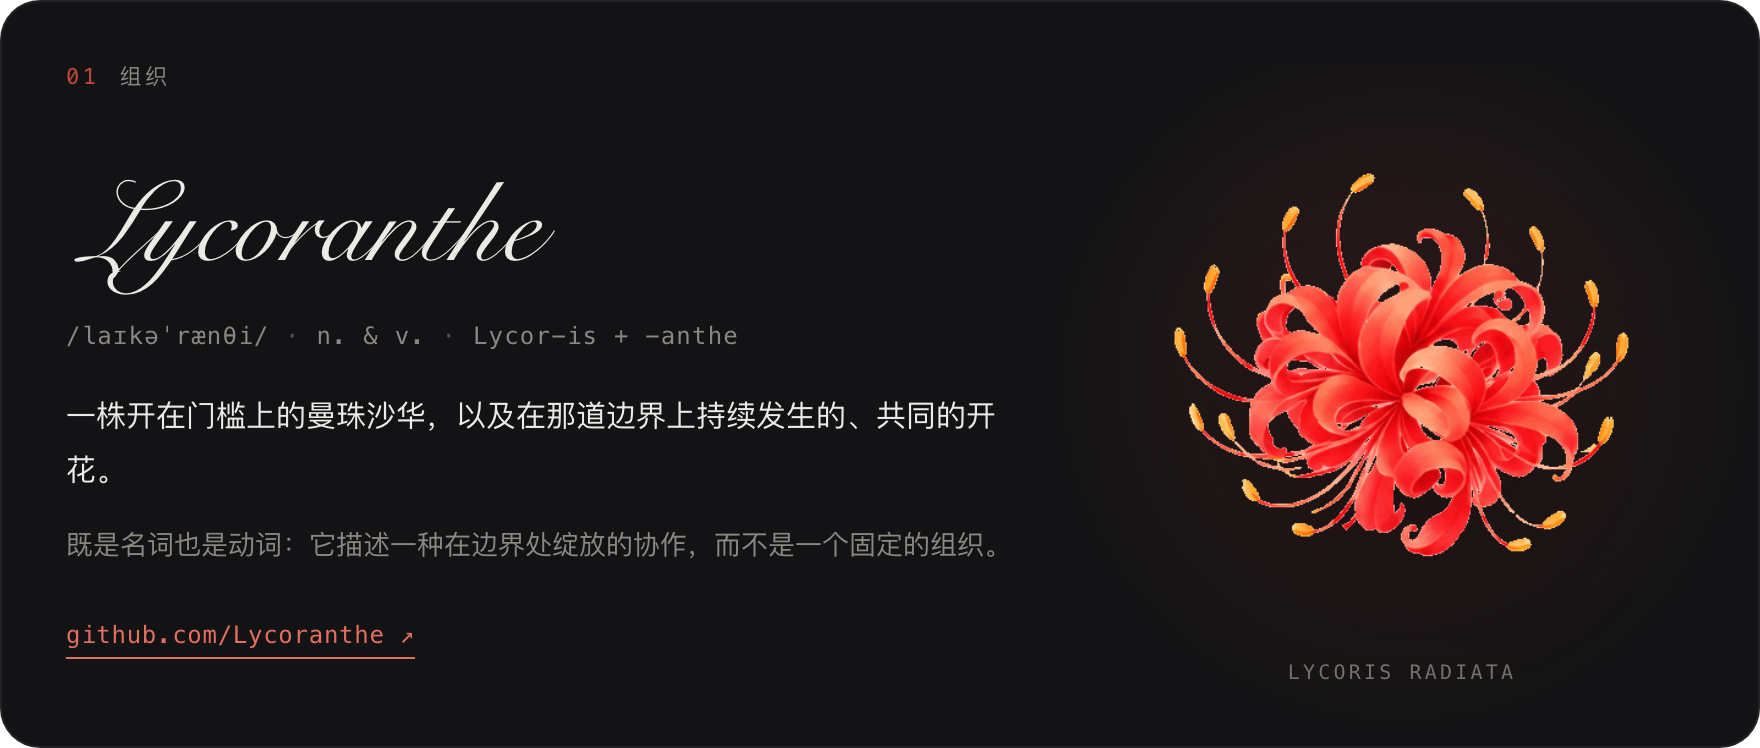 01 组织
Lycoranthe
/laɪkəˈrænθi/ · n. & v. · Lycor–is + –anthe
一株开在门槛上的曼珠沙华，以及在那道边界上持续发生的、共同的开
花。
既是名词也是动词：它描述一种在边界处绽放的协作，而不是一个固定的组织。
github.com/Lycoranthe ↗
LYCORIS RADIATA